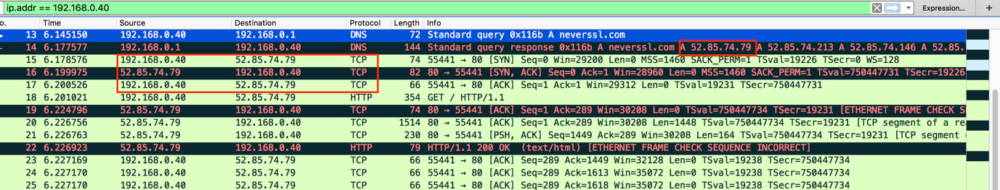 ip.addr == 192.168.0.40 Expression... +
o. Time Source Destination Protocol Length Info
13 6.145150 192.168.0.40 192.168.0.1 DNS 72 Standard query 0x116b A neverssl.com
14 6.177577 192.168.0.1 192.168.0.40 DNS 144 Standard query response 0x116b A neverssl.com A 52.85.74.79 A 52.85.74.213 A 52.85.74.146 A 52.85.
15 6.178576 192.168.0.40 52.85.74.79 TCP 74 55441 → 80 [SYN] Seq=0 Win=29200 Len=0 MSS=1460 SACK_PERM=1 TSval=19226 TSecr=0 WS=128
16 6.199975 52.85.74.79 192.168.0.40 TCP 82 80 → 55441 [SYN, ACK] Seq=0 Ack=1 Win=28960 Len=0 MSS=1460 SACK_PERM=1 TSval=750447731 TSecr=19226
17 6.200526 192.168.0.40 52.85.74.79 TCP 66 55441 → 80 [ACK] Seq=1 Ack=1 Win=29312 Len=0 TSval=19231 TSecr=750447731
18 6.201021 192.168.0.40 52.85.74.79 HTTP 354 GET / HTTP/1.1
19 6.224796 52.85.74.79 192.168.0.40 TCP 74 80 → 55441 [ACK] Seq=1 Ack=289 Win=30208 Len=0 TSval=750447734 TSecr=19231 [ETHERNET FRAME CHECK S
20 6.226756 52.85.74.79 192.168.0.40 TCP 1514 80 → 55441 [ACK] Seq=1 Ack=289 Win=30208 Len=1448 TSval=750447734 TSecr=19231 [TCP segment of a rea
21 6.226763 52.85.74.79 192.168.0.40 TCP 230 80 → 55441 [PSH, ACK] Seq=1449 Ack=289 Win=30208 Len=164 TSval=750447734 TSecr=19231 [TCP segment
22 6.226923 52.85.74.79 192.168.0.40 HTTP 79 HTTP/1.1 200 OK (text/html) [ETHERNET FRAME CHECK SEQUENCE INCORRECT]
23 6.227169 192.168.0.40 52.85.74.79 TCP 66 55441 → 80 [ACK] Seq=289 Ack=1449 Win=32128 Len=0 TSval=19238 TSecr=750447734
24 6.227170 192.168.0.40 52.85.74.79 TCP 66 55441 → 80 [ACK] Seq=289 Ack=1613 Win=35072 Len=0 TSval=19238 TSecr=750447734
25 6.227170 192.168.0.40 52.85.74.79 TCP 66 55441 → 80 [ACK] Seq=289 Ack=1618 Win=35072 Len=0 TSval=19238 TSecr=750447734